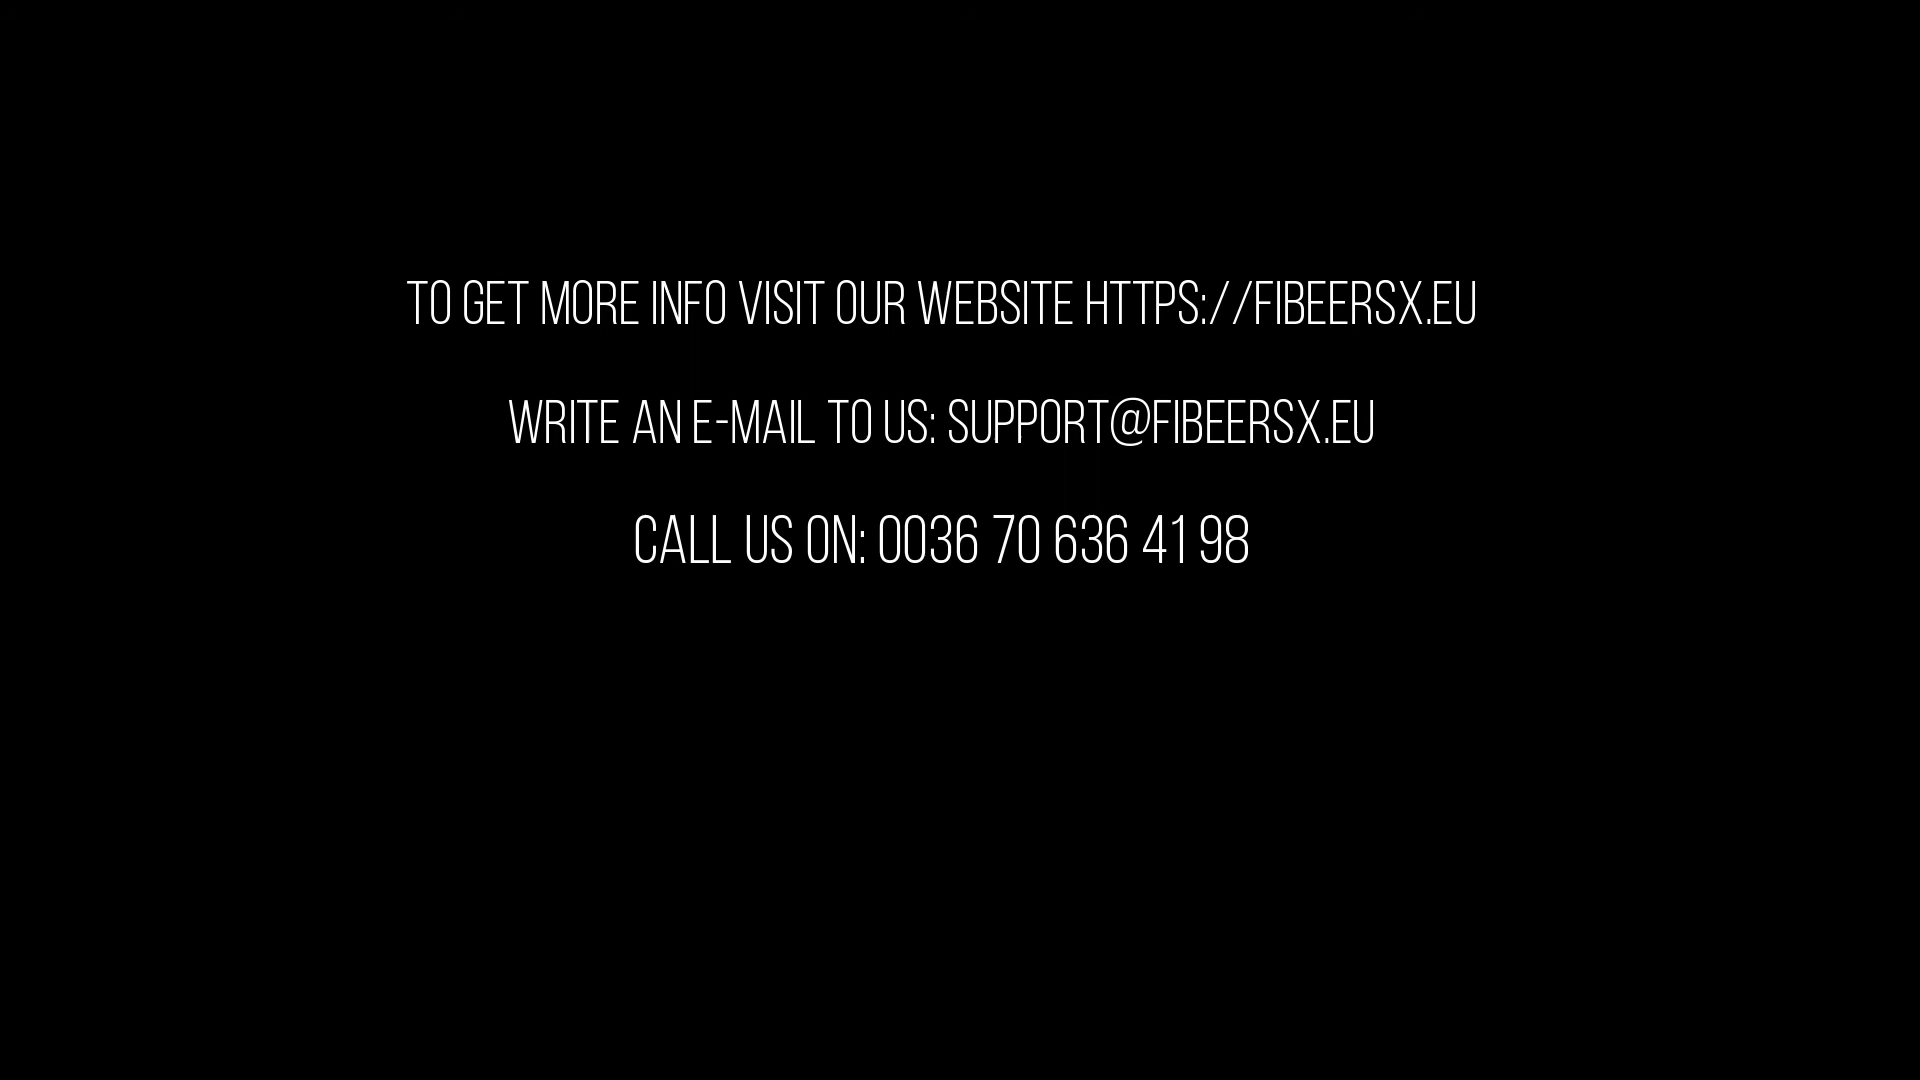 TO GET MORE INFO VISIT OUR WEBSITE HTTPS://FIBEERSX.EU
WRITE AN E-MAIL TO US: SUPPORT@FIBEERSX.EU
CALL US ON: 0036 70 636 41 98